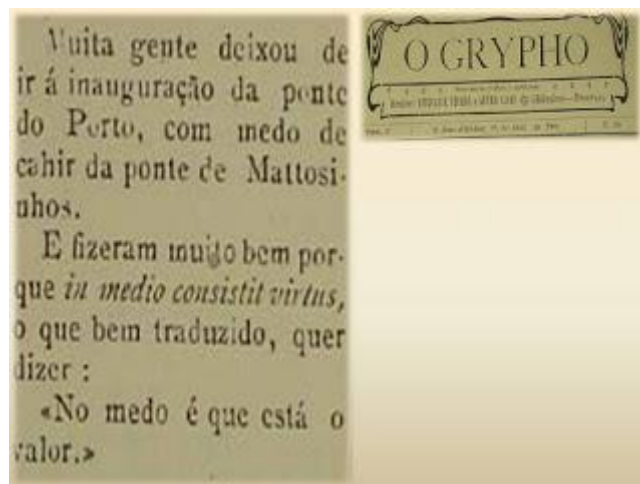 Muita gente deixou de
ir á inauguração da ponte
do Porto, com medo de
cahir da ponte de Mattosi-
nhos.
E fizeram muito bem por-
que in medio consistit virtus,
o que bem traduzido, quer
dizer :
«No medo é que está o
valor.»
O GRYPHO